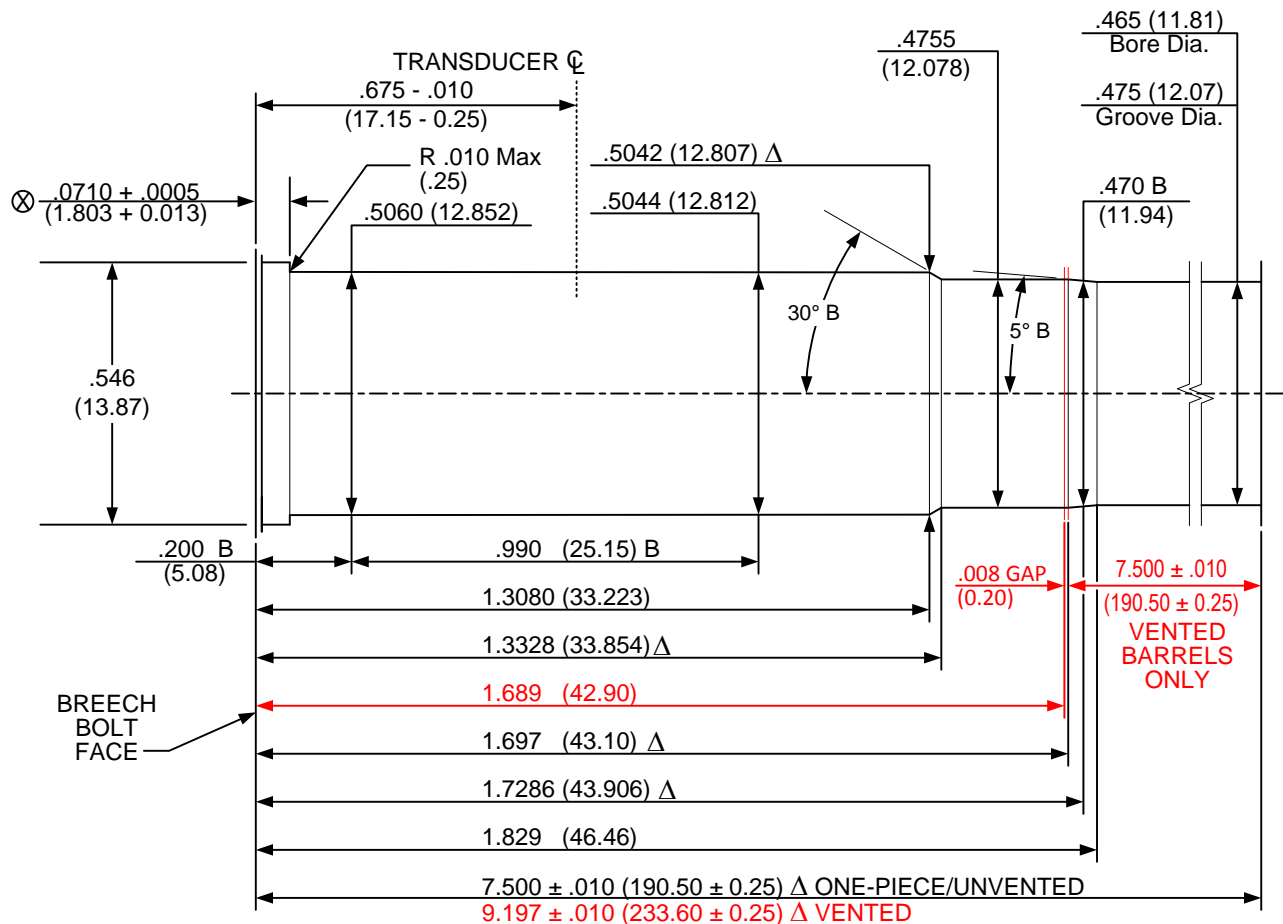 .465 (11.81)
Bore Dia.
.4755
(12.078)
TRANSDUCER ℄
.675 - .010
(17.15 - 0.25)
.475 (12.07)
Groove Dia.
R .010 Max
(.25)
.5042 (12.807) Δ
⊗ .0710 + .0005
(1.803 + 0.013)
.5060 (12.852)
.5044 (12.812)
.470 B
(11.94)
30° B
5° B
.546
(13.87)
.200 B
(5.08)
.990 (25.15) B
.008 GAP
(0.20)
7.500 ± .010
(190.50 ± 0.25)
VENTED
BARRELS
ONLY
1.3080 (33.223)
1.3328 (33.854) Δ
1.689 (42.90)
BREECH
BOLT
FACE
1.697 (43.10) Δ
1.7286 (43.906) Δ
1.829 (46.46)
7.500 ± .010 (190.50 ± 0.25) Δ ONE-PIECE/UNVENTED
9.197 ± .010 (233.60 ± 0.25) Δ VENTED